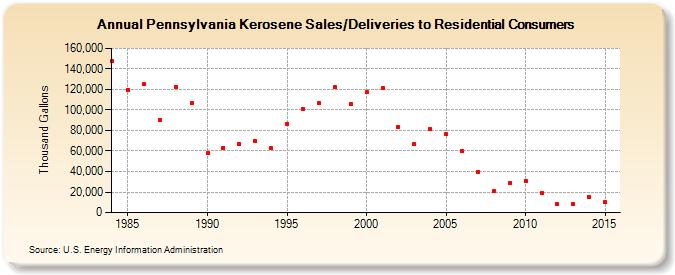 Annual Pennsylvania Kerosene Sales/Deliveries to Residential Consumers
Thousand Gallons
160,000
140,000
120,000
100,000
80,000
60,000
40,000
20,000
0
1985 1990 1995 2000 2005 2010 2015
Source: U.S. Energy Information Administration